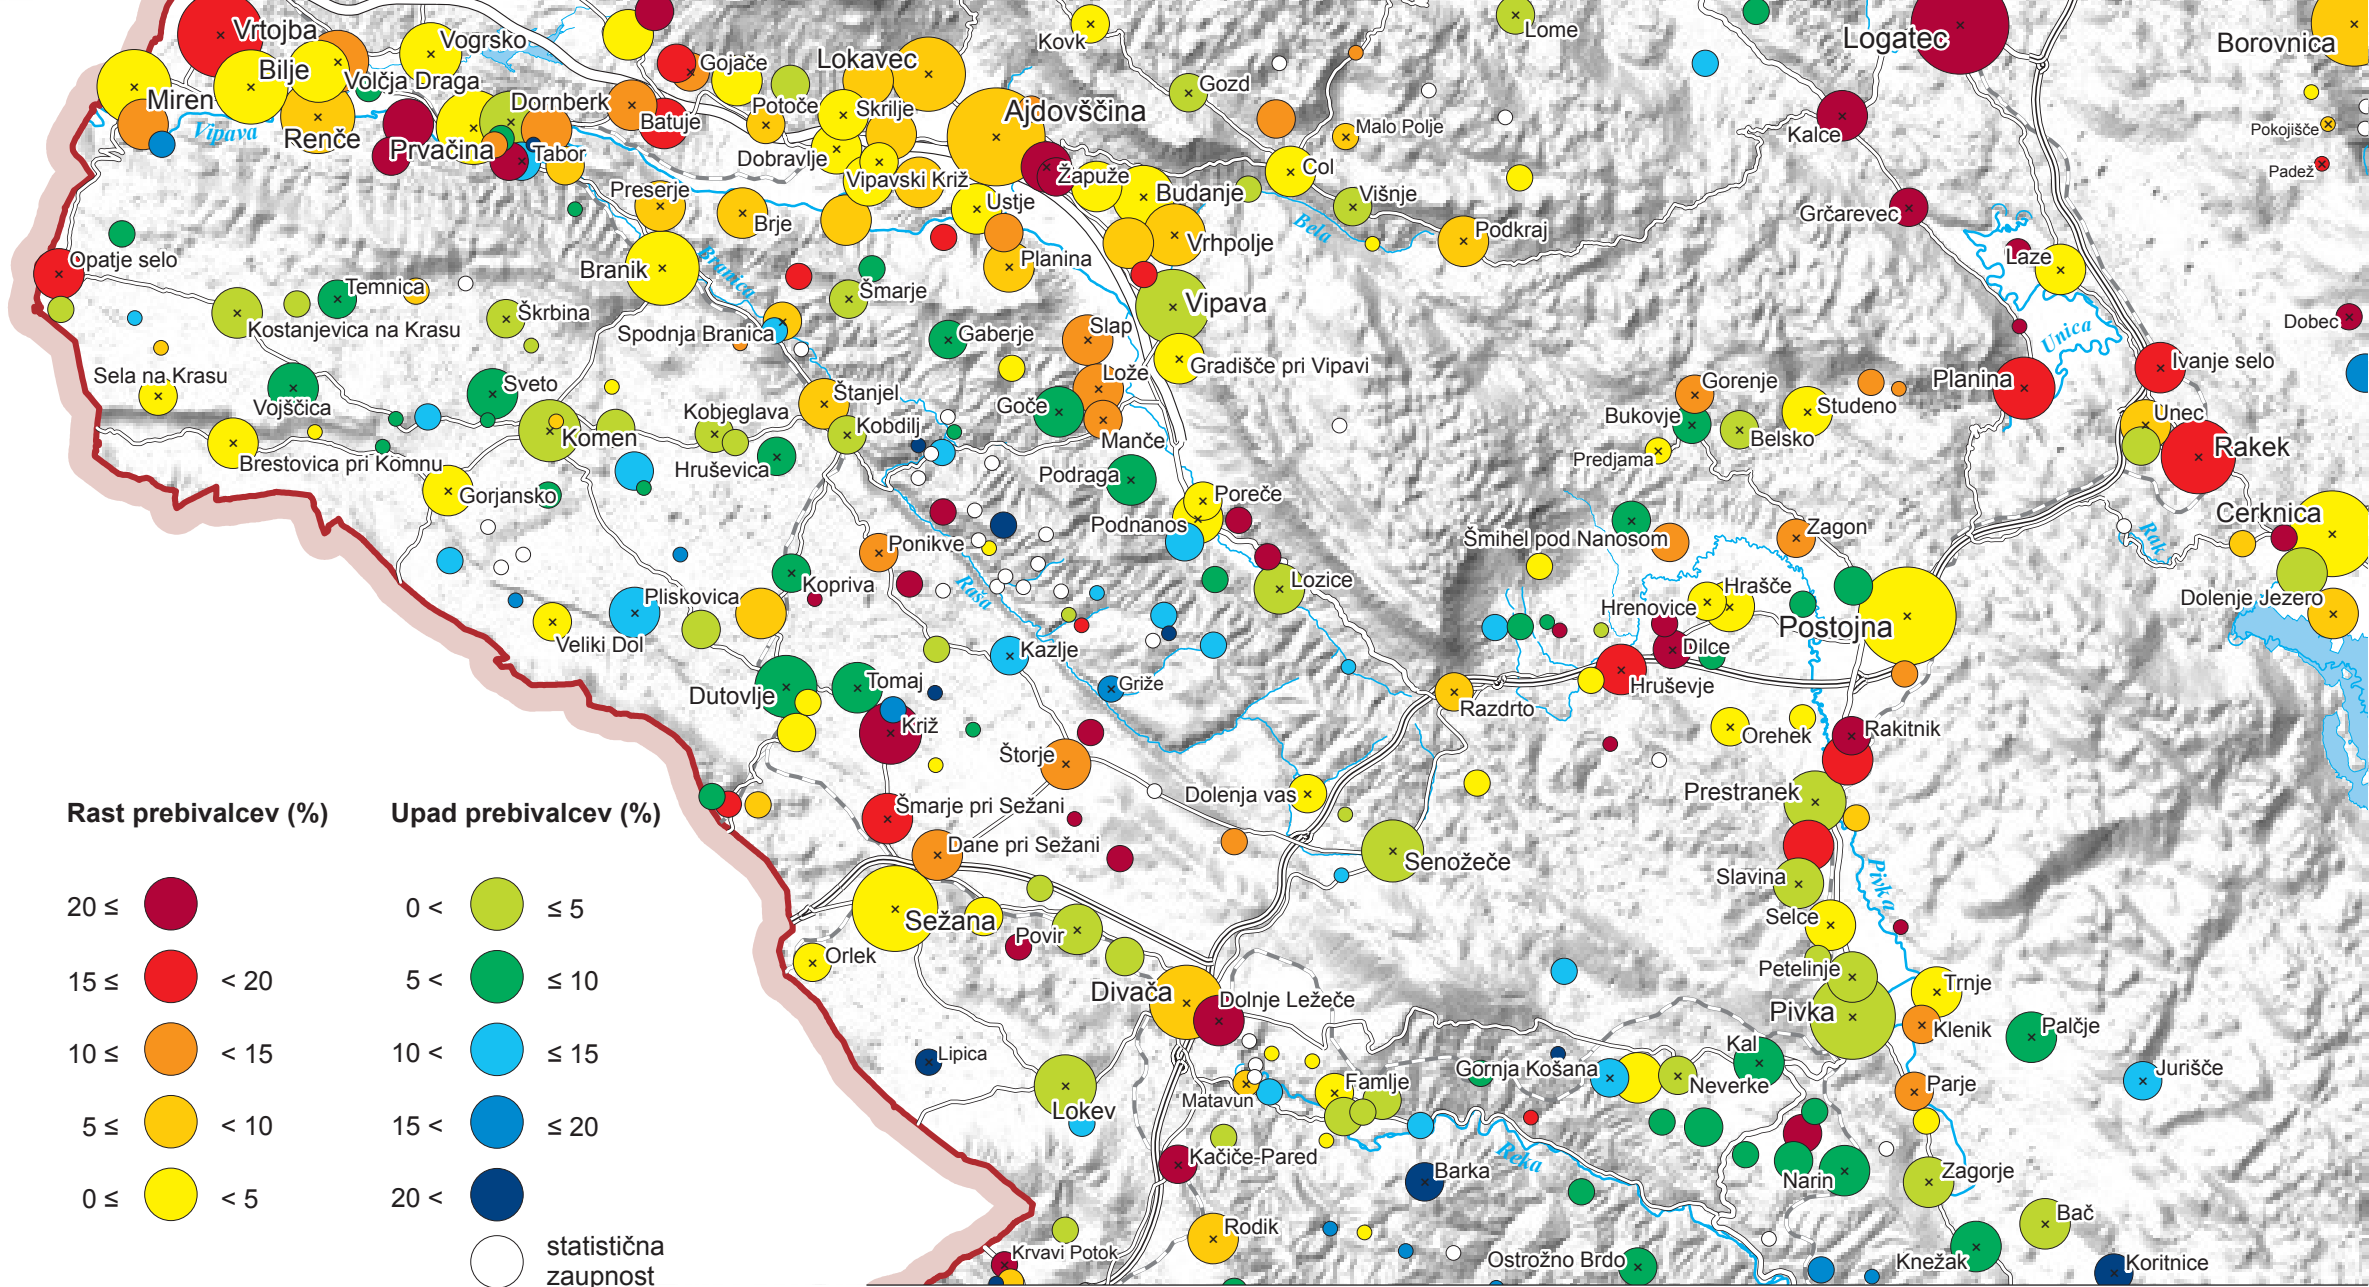 Vrtojba
Vogrsko
Bilje
Volčja Draga
Miren
Vipava
Renče
Prvačina
Dornberk
Tabor
Gojače
Batuje
Potoče
Lokavec
Skrilje
Dobravlje
Vipavski Križ
Ajdovščina
Žapuže
Ustje
Budanje
Kovk
Gozd
Lome
Malo Polje
Col
Višnje
Bela
Podkraj
Logatec
Kalce
Grčarevec
Laze
Borovnica
Pokojišče
Padež
Preserje
Brje
Branik
Branica
Planina
Vrhpolje
Vipava
Opatje selo
Temnica
Kostanjevica na Krasu
Škrbina
Spodnja Branica
Šmarje
Gaberje
Slap
Gradišče pri Vipavi
Lože
Goče
Manče
Unica
Dobec
Ivanje selo
Planina
Unec
Rakek
Sela na Krasu
Vojščica
Sveto
Komen
Kobjeglava
Štanjel
Kobdilj
Hruševica
Brestovica pri Komnu
Gorjansko
Podraga
Poreče
Podnanos
Gorenje
Bukovje
Belsko
Studeno
Predjama
Šmihel pod Nanosom
Zagon
Cerknica
Rak
Dolenje Jezero
Ponikve
Raša
Kopriva
Pliskovica
Veliki Dol
Lozice
Hrašče
Hrenovice
Postojna
Dilce
Hruševje
Kazlje
Griže
Dutovlje
Tomaj
Križ
Razdrto
Orehek
Rakitnik
Štorje
Dolenja vas
Prestranek
Šmarje pri Sežani
Dane pri Sežani
Senožeče
Slavina
Pivka
Selce
Sežana
Povir
Orlek
Petelinje
Trnje
Divača
Dolnje Ležeče
Pivka
Klenik
Palčje
Lipica
Lokev
Matavun
Famlje
Gornja Košana
Neverke
Kal
Parje
Jurišče
Kačiče-Pared
Reka
Barka
Narin
Zagorje
Rodik
Bač
Krvavi Potok
Ostrožno Brdo
Knežak
Koritnice
Rast prebivalcev (%)
20 ≤
15 ≤ < 20
10 ≤ < 15
5 ≤ < 10
0 ≤ < 5
Upad prebivalcev (%)
0 < ≤ 5
5 < ≤ 10
10 < ≤ 15
15 < ≤ 20
20 <
statistična
zaupnost